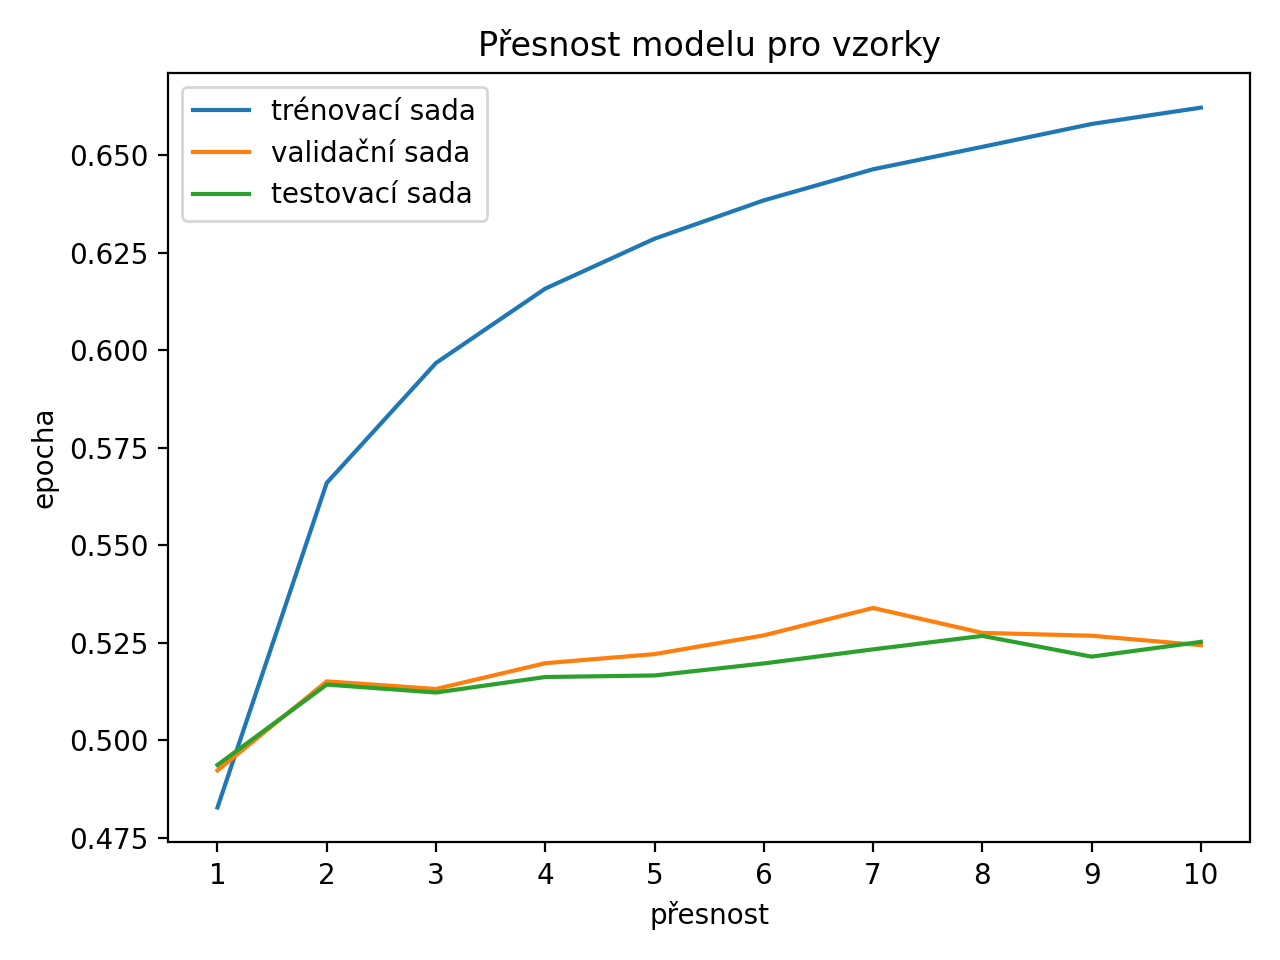 Přesnost modelu pro vzorky
trénovací sada
validační sada
testovací sada
epocha
0.650
0.625
0.600
0.575
0.550
0.525
0.500
0.475
1 2 3 4 5 6 7 8 9 10
přesnost